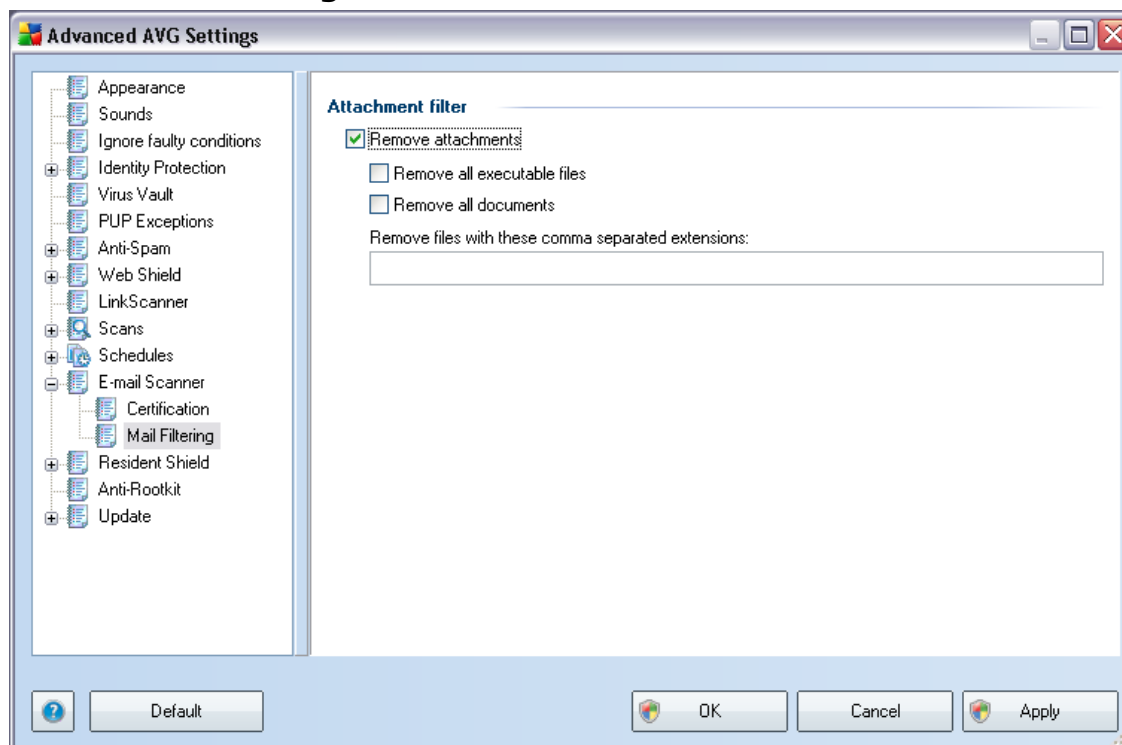 Advanced AVG Settings
Appearance
Sounds
Ignore faulty conditions
Identity Protection
Virus Vault
PUP Exceptions
Anti-Spam
Web Shield
LinkScanner
Scans
Schedules
E-mail Scanner
Certification
Mail Filtering
Resident Shield
Anti-Rootkit
Update
Attachment filter
Remove attachments
Remove all executable files
Remove all documents
Remove files with these comma separated extensions:
Default
OK
Cancel
Apply